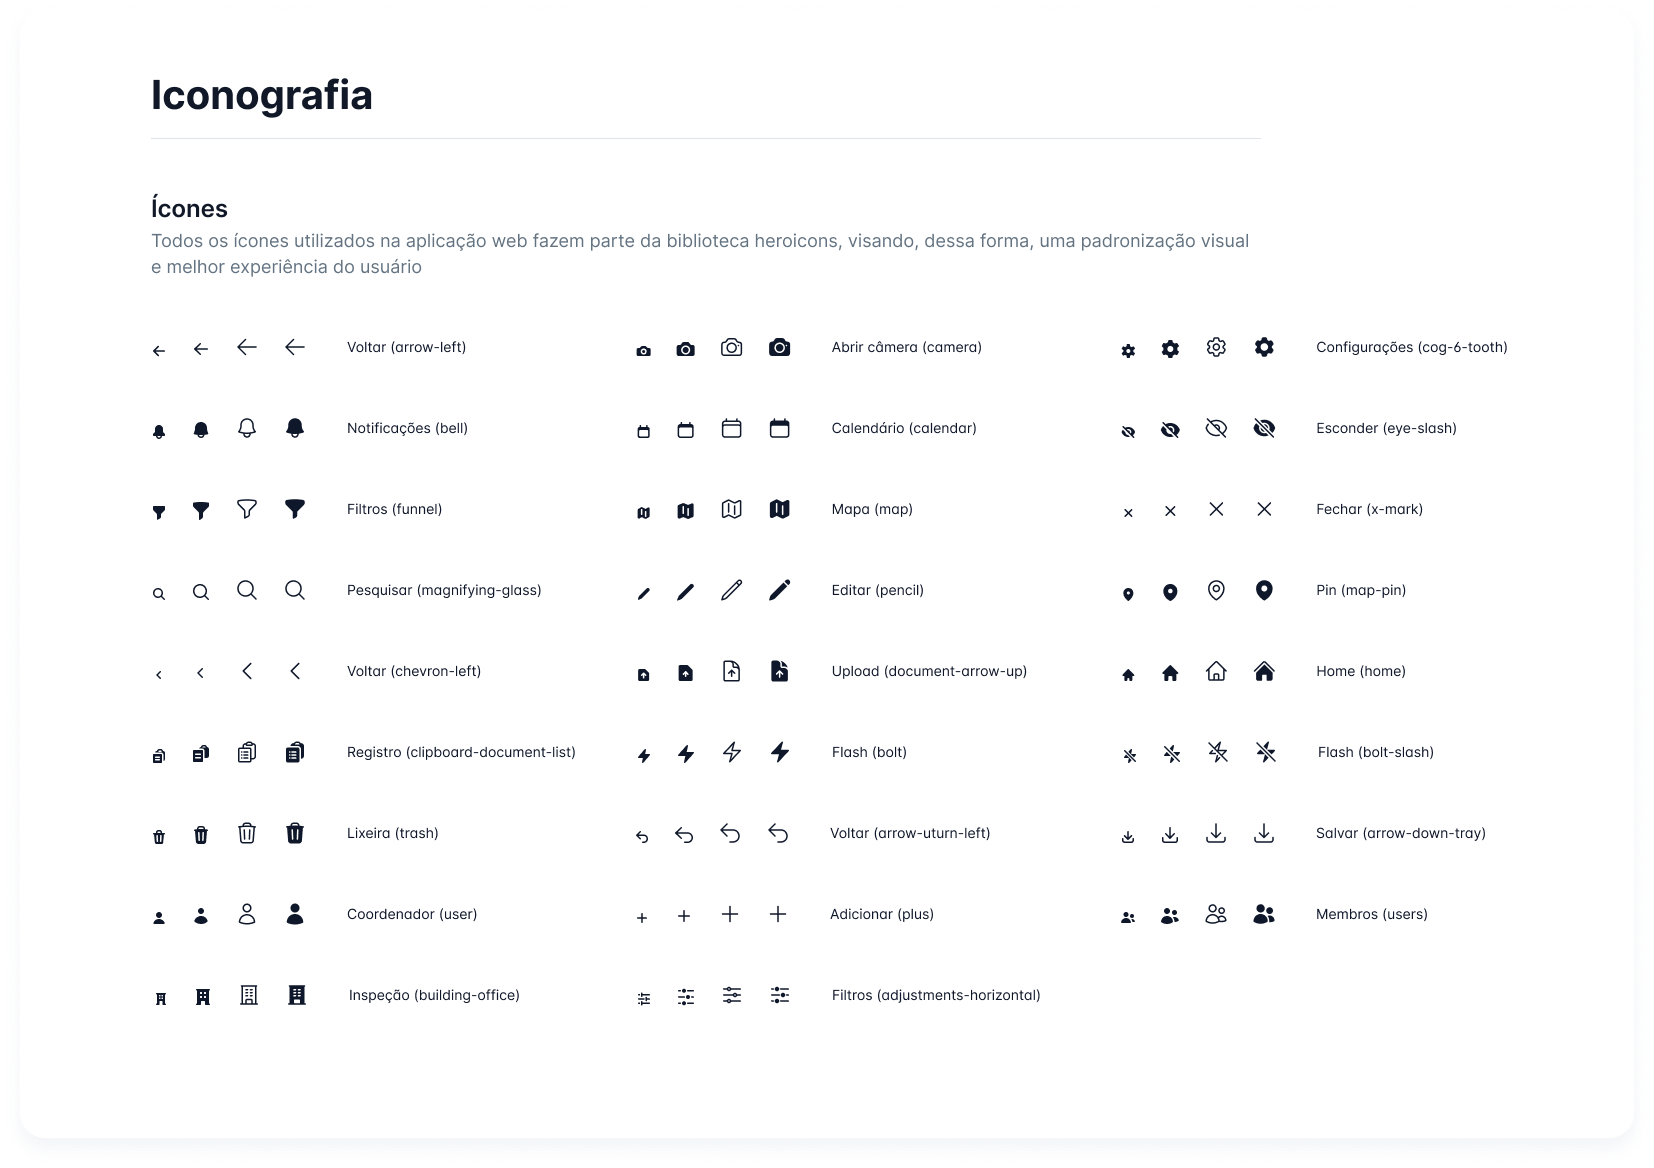 Iconografia
Ícones
Todos os ícones utilizados na aplicação web fazem parte da biblioteca heroicons, visando, dessa forma, uma padronização visual
e melhor experiência do usuário
Voltar (arrow-left)
Abrir câmera (camera)
Configurações (cog-6-tooth)
Notificações (bell)
Calendário (calendar)
Esconder (eye-slash)
Filtros (funnel)
Mapa (map)
Fechar (x-mark)
Pesquisar (magnifying-glass)
Editar (pencil)
Pin (map-pin)
Voltar (chevron-left)
Upload (document-arrow-up)
Home (home)
Registro (clipboard-document-list)
Flash (bolt)
Flash (bolt-slash)
Lixeira (trash)
Voltar (arrow-uturn-left)
Salvar (arrow-down-tray)
Coordenador (user)
Adicionar (plus)
Membros (users)
Inspeção (building-office)
Filtros (adjustments-horizontal)